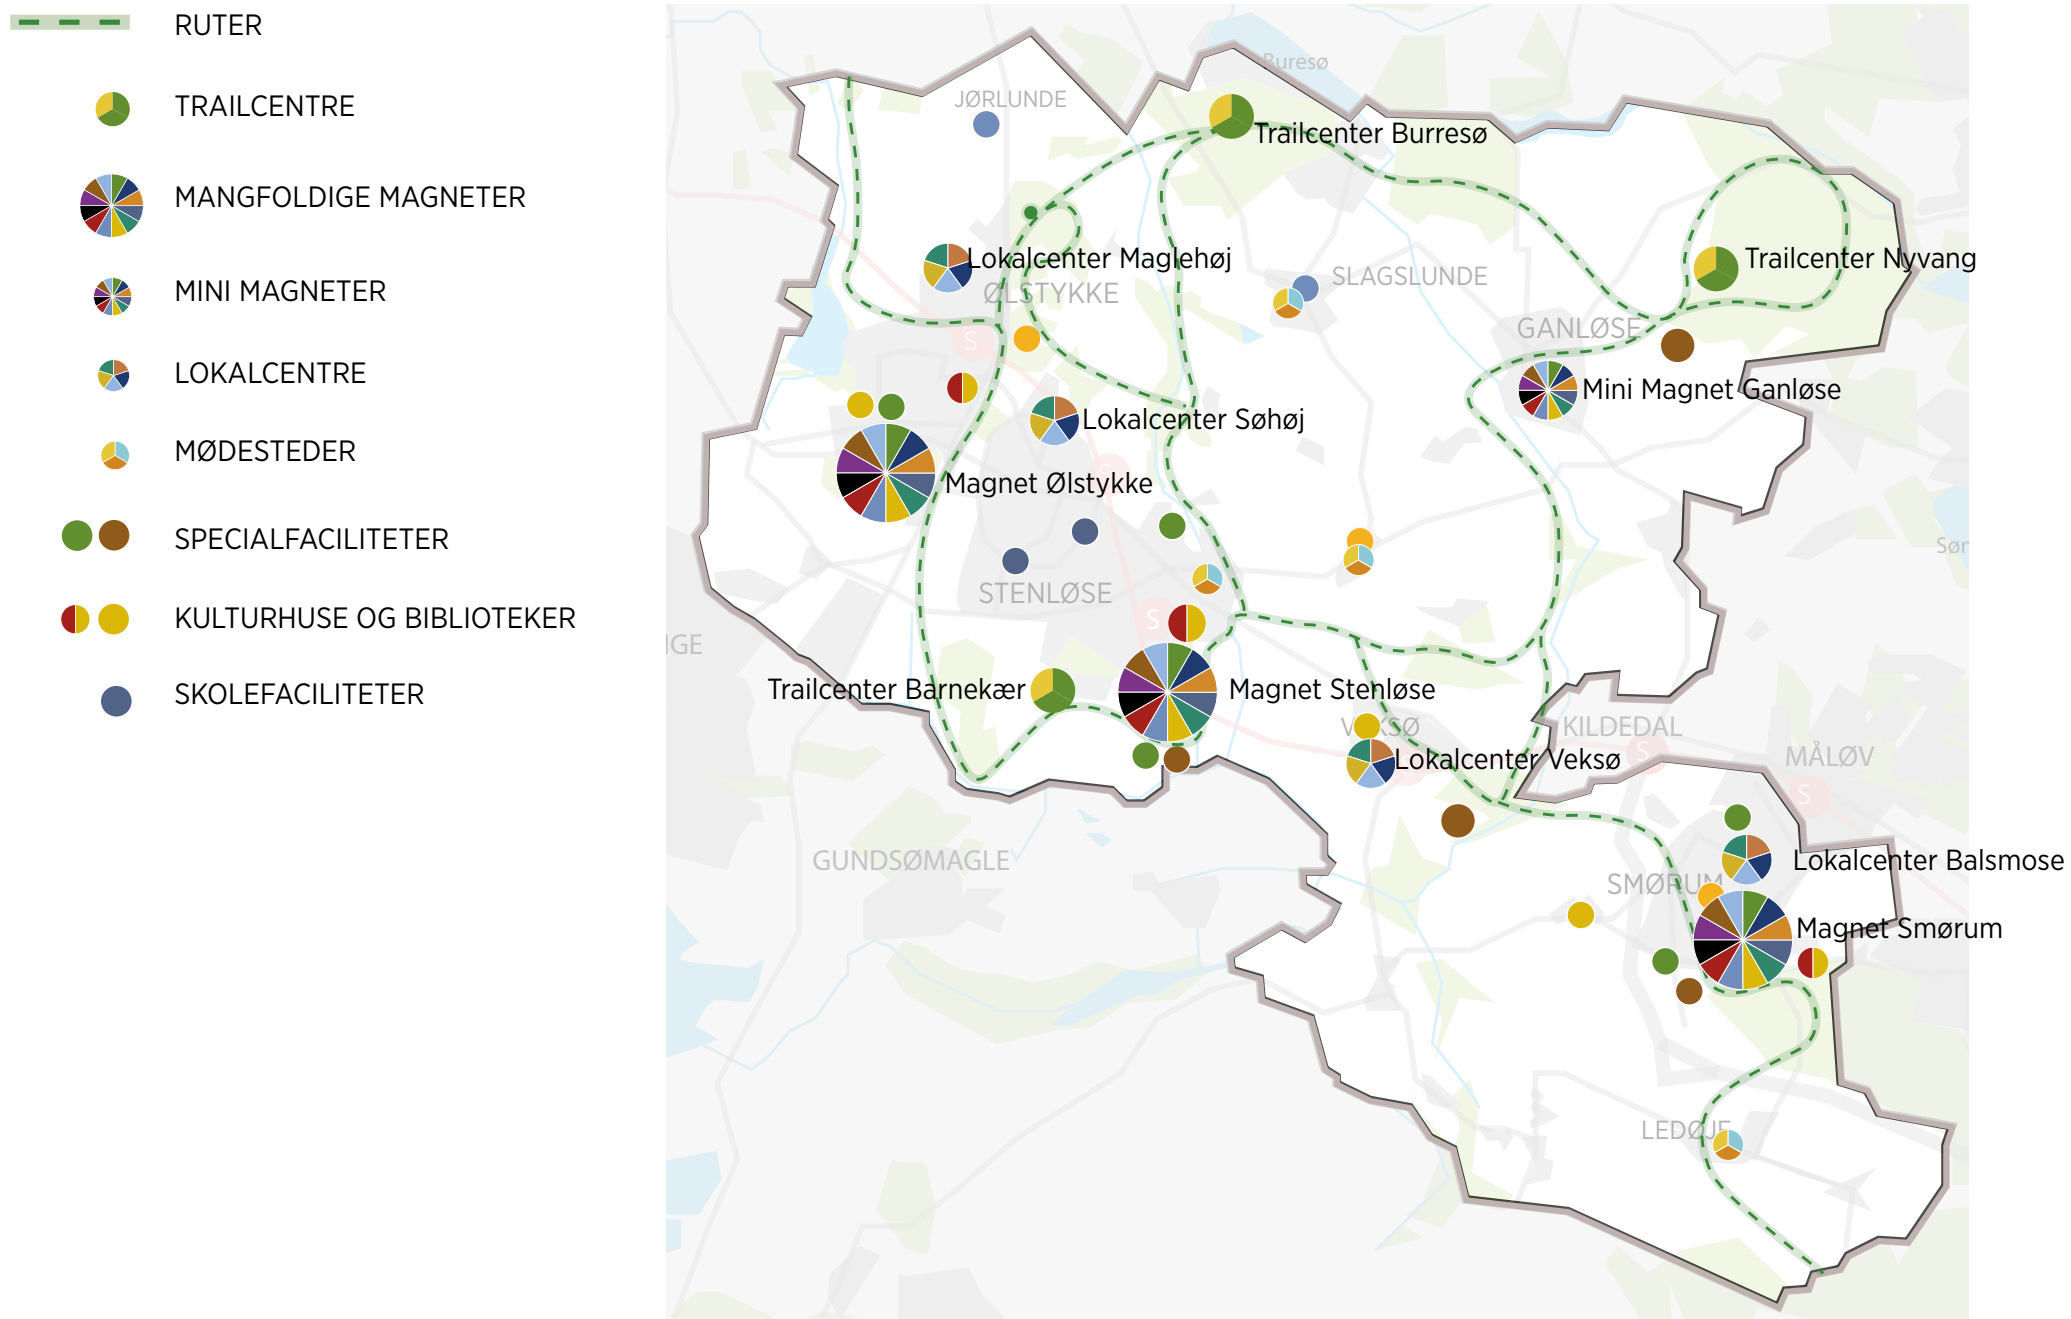 RUTER
TRAILCENTRE
MANGFOLDIGE MAGNETER
MINI MAGNETER
LOKALCENTRE
MØDESTEDER
SPECIALFACILITETER
KULTURHUSE OG BIBLIOTEKER
SKOLEFACILITETER
Buresø
JØRLUNDE
Trailcenter Burresø
Lokalcenter Maglehøj
Trailcenter Nyvang
SLAGSLUNDE
ØLSTYKKE
GANLØSE
S
Mini Magnet Ganløse
Lokalcenter Søhøj
S
Magnet Ølstykke
Søn
STENLØSE
S
IGE
Trailcenter Barnekær
Magnet Stenløse
VEKSØ
KILDEDAL
S
MÅLØV
Lokalcenter Veksø
S
GUNDSØMAGLE
Lokalcenter Balsmose
SMØRUM
Magnet Smørum
LEDØJE